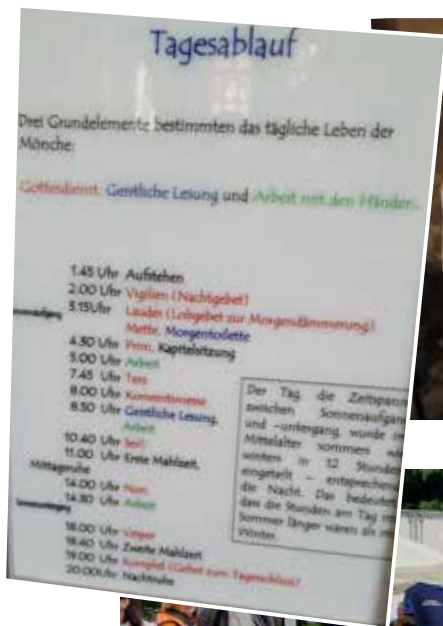 Tagesablauf
Drei Grundelemente bestimmten das tägliche Leben der
Mönche:
Gottesdienst, Geistliche Lesung und Arbeit mit den Händen.
1.45 Uhr Aufstehen
2.00 Uhr Vigilien (Nachtgebet)
3.15Uhr Laudes (Lobgebet zur Morgendämmerung)
Mette, Morgentoilette
4.30 Uhr Prim, Kapitelsitzung
5.00 Uhr Arbeit
7.45 Uhr Terz
8.00 Uhr Konventsmesse
8.50 Uhr Geistliche Lesung,
Arbeit
10.40 Uhr Sext
11.00 Uhr Erste Mahlzeit,
Mittagsruhe
14.00 Uhr Non
14.30 Uhr Arbeit
18.00 Uhr Vesper
18.40 Uhr Zweite Mahlzeit
19.00 Uhr Komplet (Gebet zum Tagesschluss)
20.00Uhr Nachtruhe
Der Tag, die Zeitspann
zwischen Sonnenaufgan
und –untergang, wurde im
Mittelalter sommers wie
winters in 12 Stunden
eingeteilt – entsprechend
die Nacht. Das bedeutet
dass die Stunden am Tag im
Sommer länger waren als im
Winter.